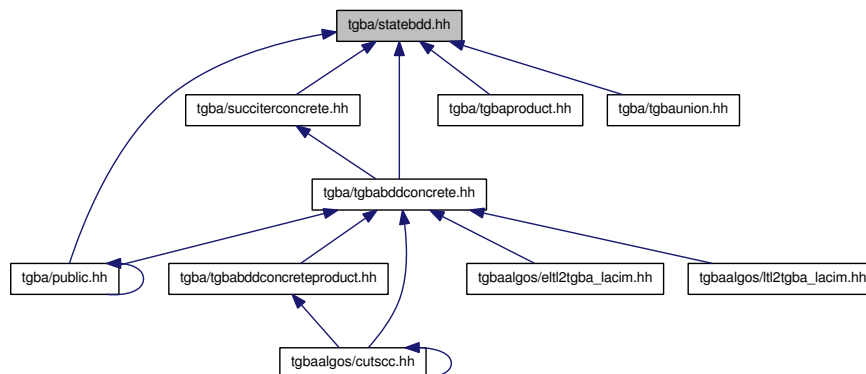 tgba/statebdd.hh
tgba/succiterconcrete.hh
tgba/tgbaproduct.hh
tgba/tgbaunion.hh
tgba/tgbabddconcrete.hh
tgba/public.hh
tgba/tgbabddconcreteproduct.hh
tgbaalgos/eltl2tgba_lacim.hh
tgbaalgos/ltl2tgba_lacim.hh
tgbaalgos/cutscc.hh